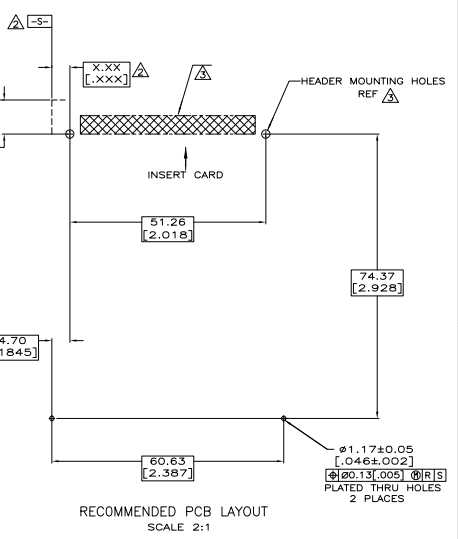 2 -S-
X.XX
[.XXX] 2
3
HEADER MOUNTING HOLES
REF 3
INSERT CARD
51.26
[2.018]
74.37
[2.928]
4.70
1845]
60.63
[2.387]
ø1.17±0.05
[.046±.002]
⌖ ø0.13[.005] Ⓜ R S
PLATED THRU HOLES
2 PLACES
RECOMMENDED PCB LAYOUT
SCALE 2:1